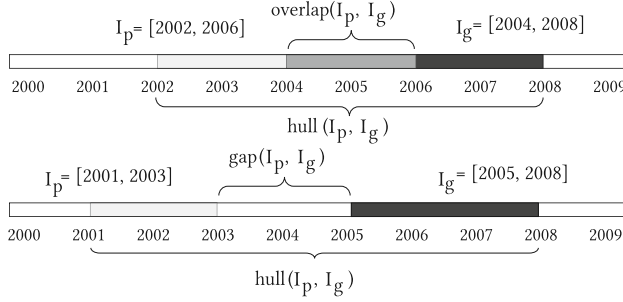 overlap(Ip, Ig)
Ip = [2002, 2006] Ig = [2004, 2008]
2000 2001 2002 2003 2004 2005 2006 2007 2008 2009
hull (Ip, Ig)
gap(Ip, Ig)
Ip = [2001, 2003] Ig = [2005, 2008]
2000 2001 2002 2003 2004 2005 2006 2007 2008 2009
hull(Ip, Ig)